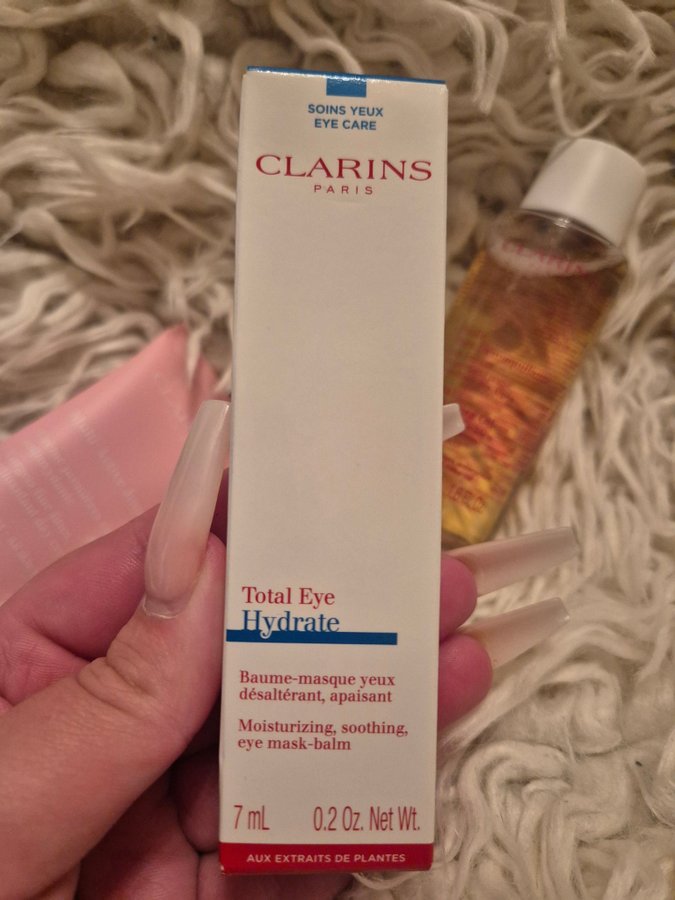 SOINS YEUX
EYE CARE
CLARINS
PARIS
Total Eye
Hydrate
Baume-masque yeux
désaltérant, apaisant
Moisturizing, soothing,
eye mask-balm
7 mL 0.2 Oz. Net Wt.
AUX EXTRAITS DE PLANTES
CLARINS